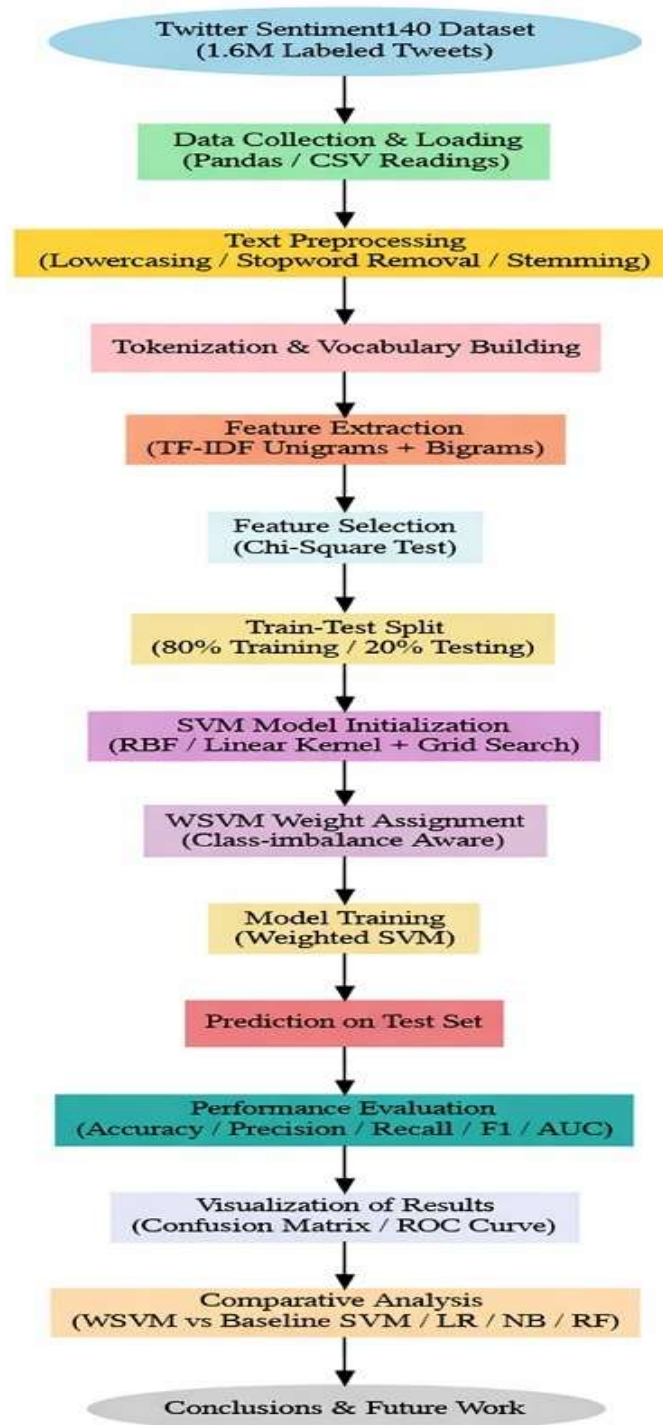 Twitter Sentiment140 Dataset
(1.6M Labeled Tweets)
Data Collection & Loading
(Pandas / CSV Readings)
Text Preprocessing
(Lowercasing / Stopword Removal / Stemming)
Tokenization & Vocabulary Building
Feature Extraction
(TF-IDF Unigrams + Bigrams)
Feature Selection
(Chi-Square Test)
Train-Test Split
(80% Training / 20% Testing)
SVM Model Initialization
(RBF / Linear Kernel + Grid Search)
WSVM Weight Assignment
(Class-imbalance Aware)
Model Training
(Weighted SVM)
Prediction on Test Set
Performance Evaluation
(Accuracy / Precision / Recall / F1 / AUC)
Visualization of Results
(Confusion Matrix / ROC Curve)
Comparative Analysis
(WSVM vs Baseline SVM / LR / NB / RF)
Conclusions & Future Work